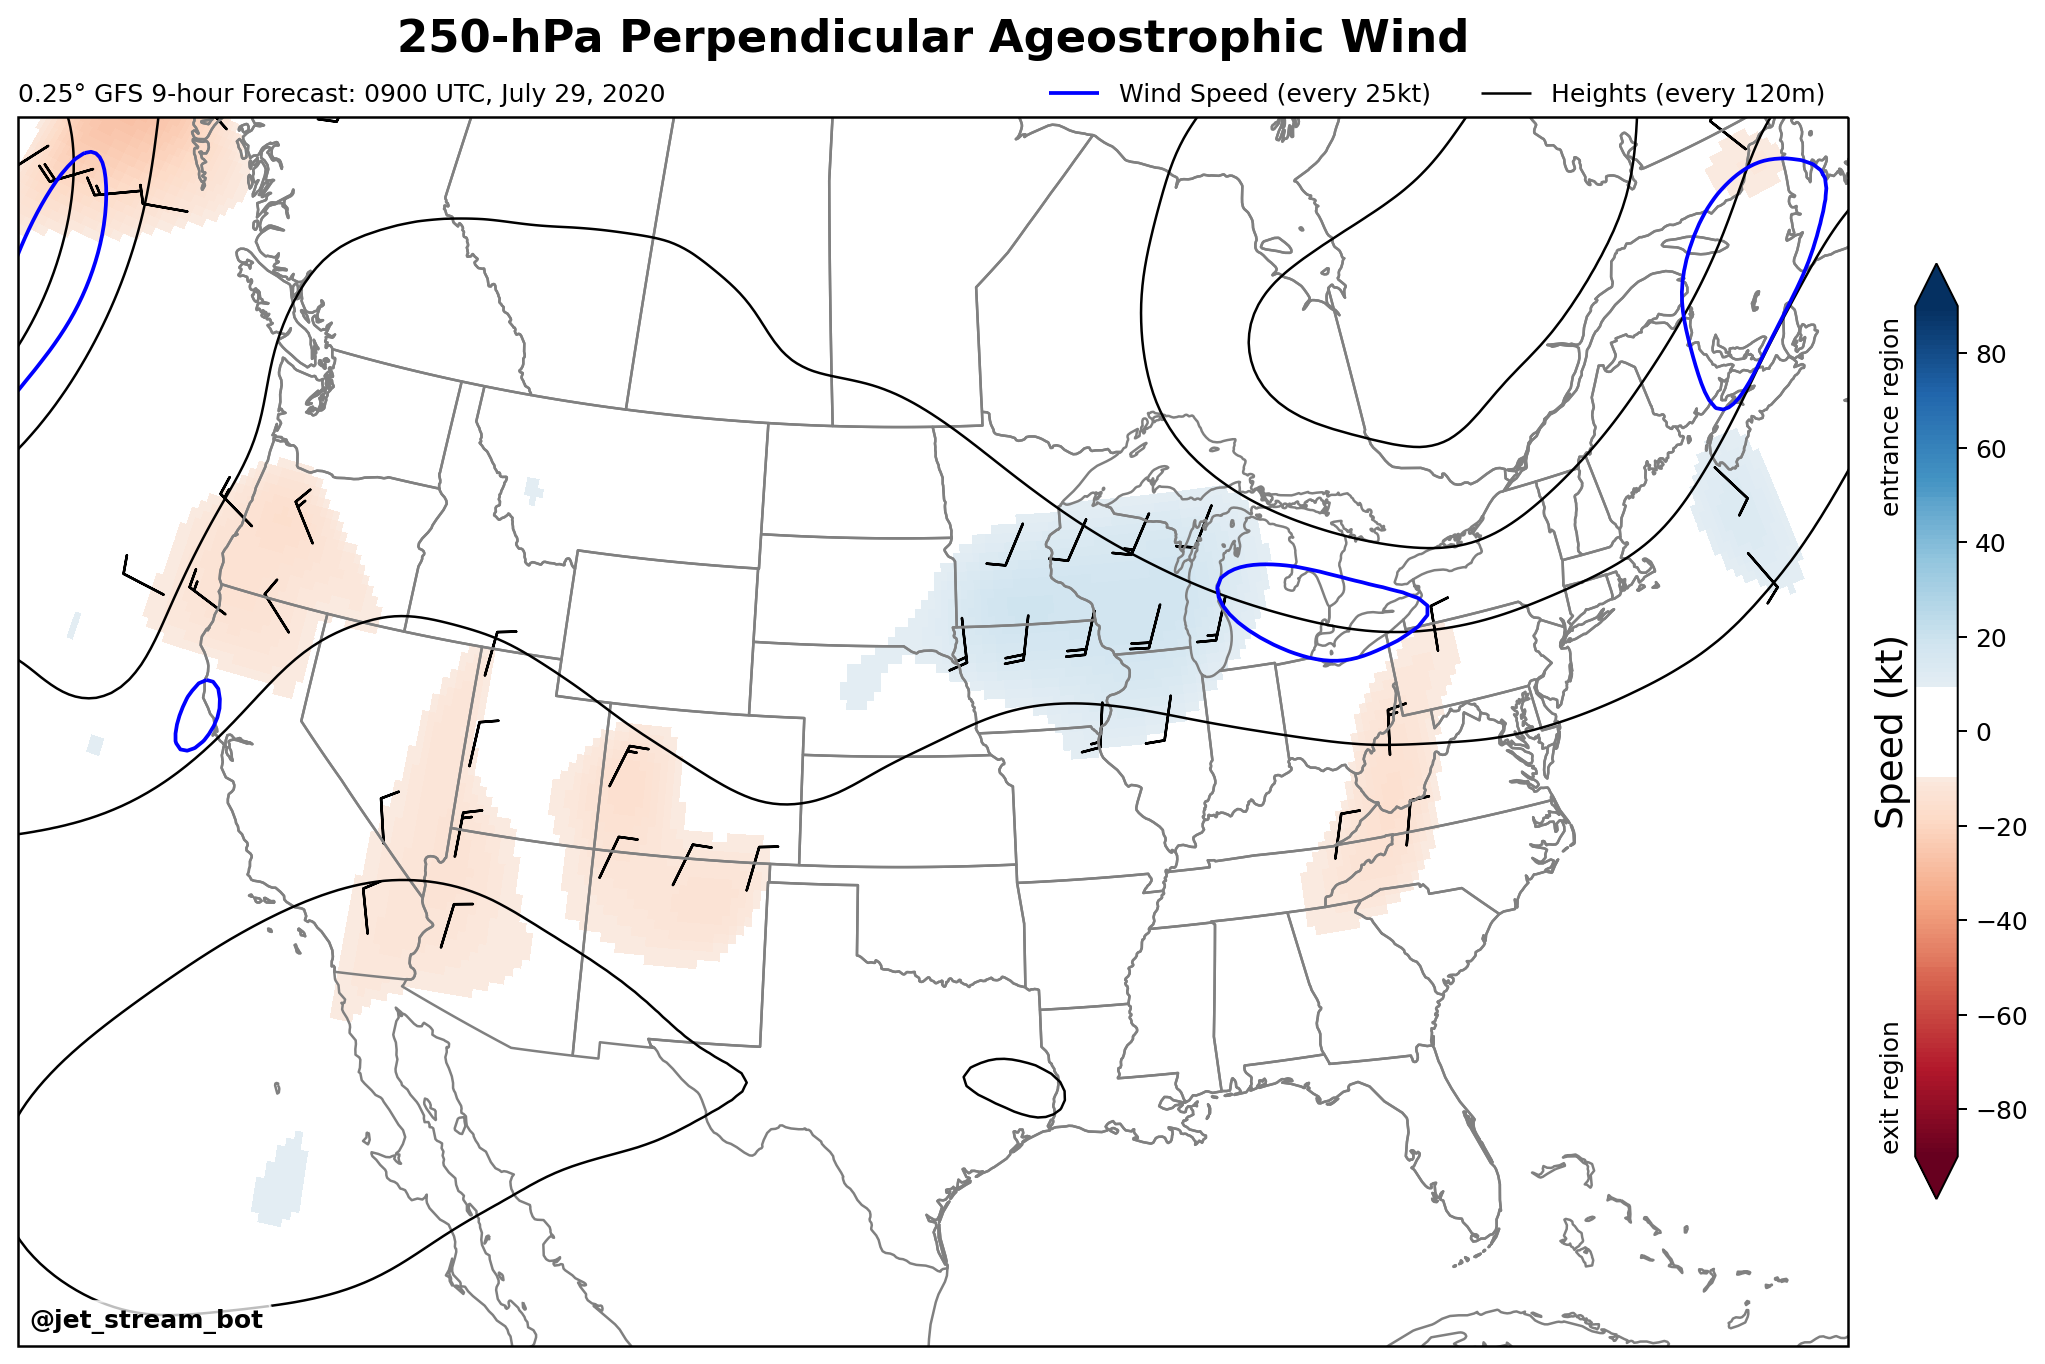 250-hPa Perpendicular Ageostrophic Wind
0.25° GFS 9-hour Forecast: 0900 UTC, July 29, 2020
Wind Speed (every 25kt)
Heights (every 120m)
entrance region
Speed (kt)
exit region
80
60
40
20
0
−20
−40
−60
−80
@jet_stream_bot